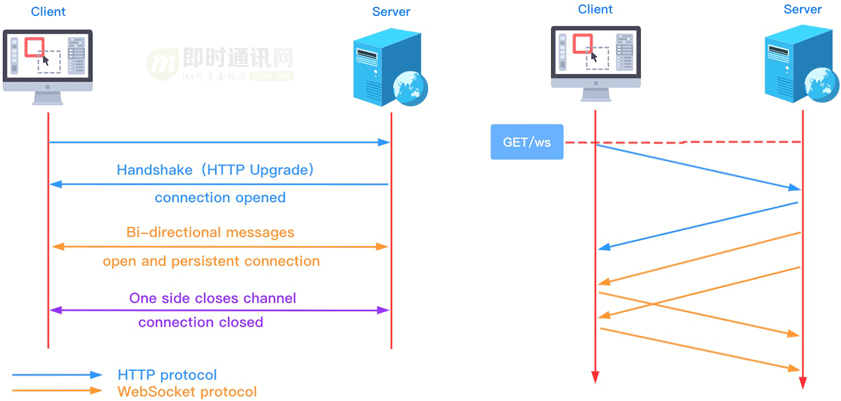 Client
Server
即时通讯网
Handshake（HTTP Upgrade）
connection opened
Bi-directional messages
open and persistent connection
One side closes channel
connection closed
HTTP protocol
WebSocket protocol
Client
Server
GET/ws